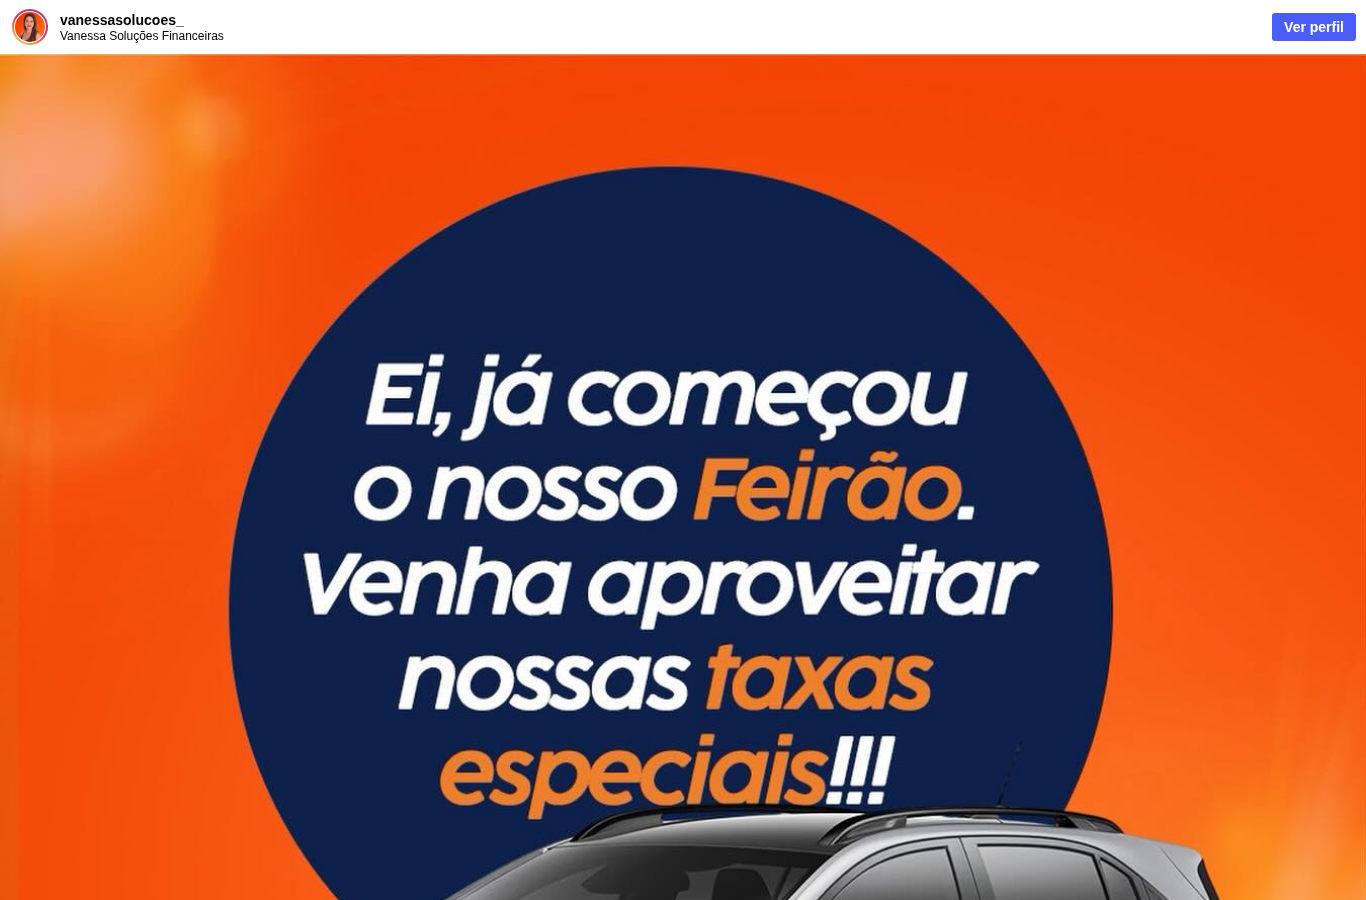 vanessasolucoes_
Vanessa Soluções Financeiras
Ver perfil
Ei, já começou
o nosso Feirão.
Venha aproveitar
nossas taxas
especiais!!!